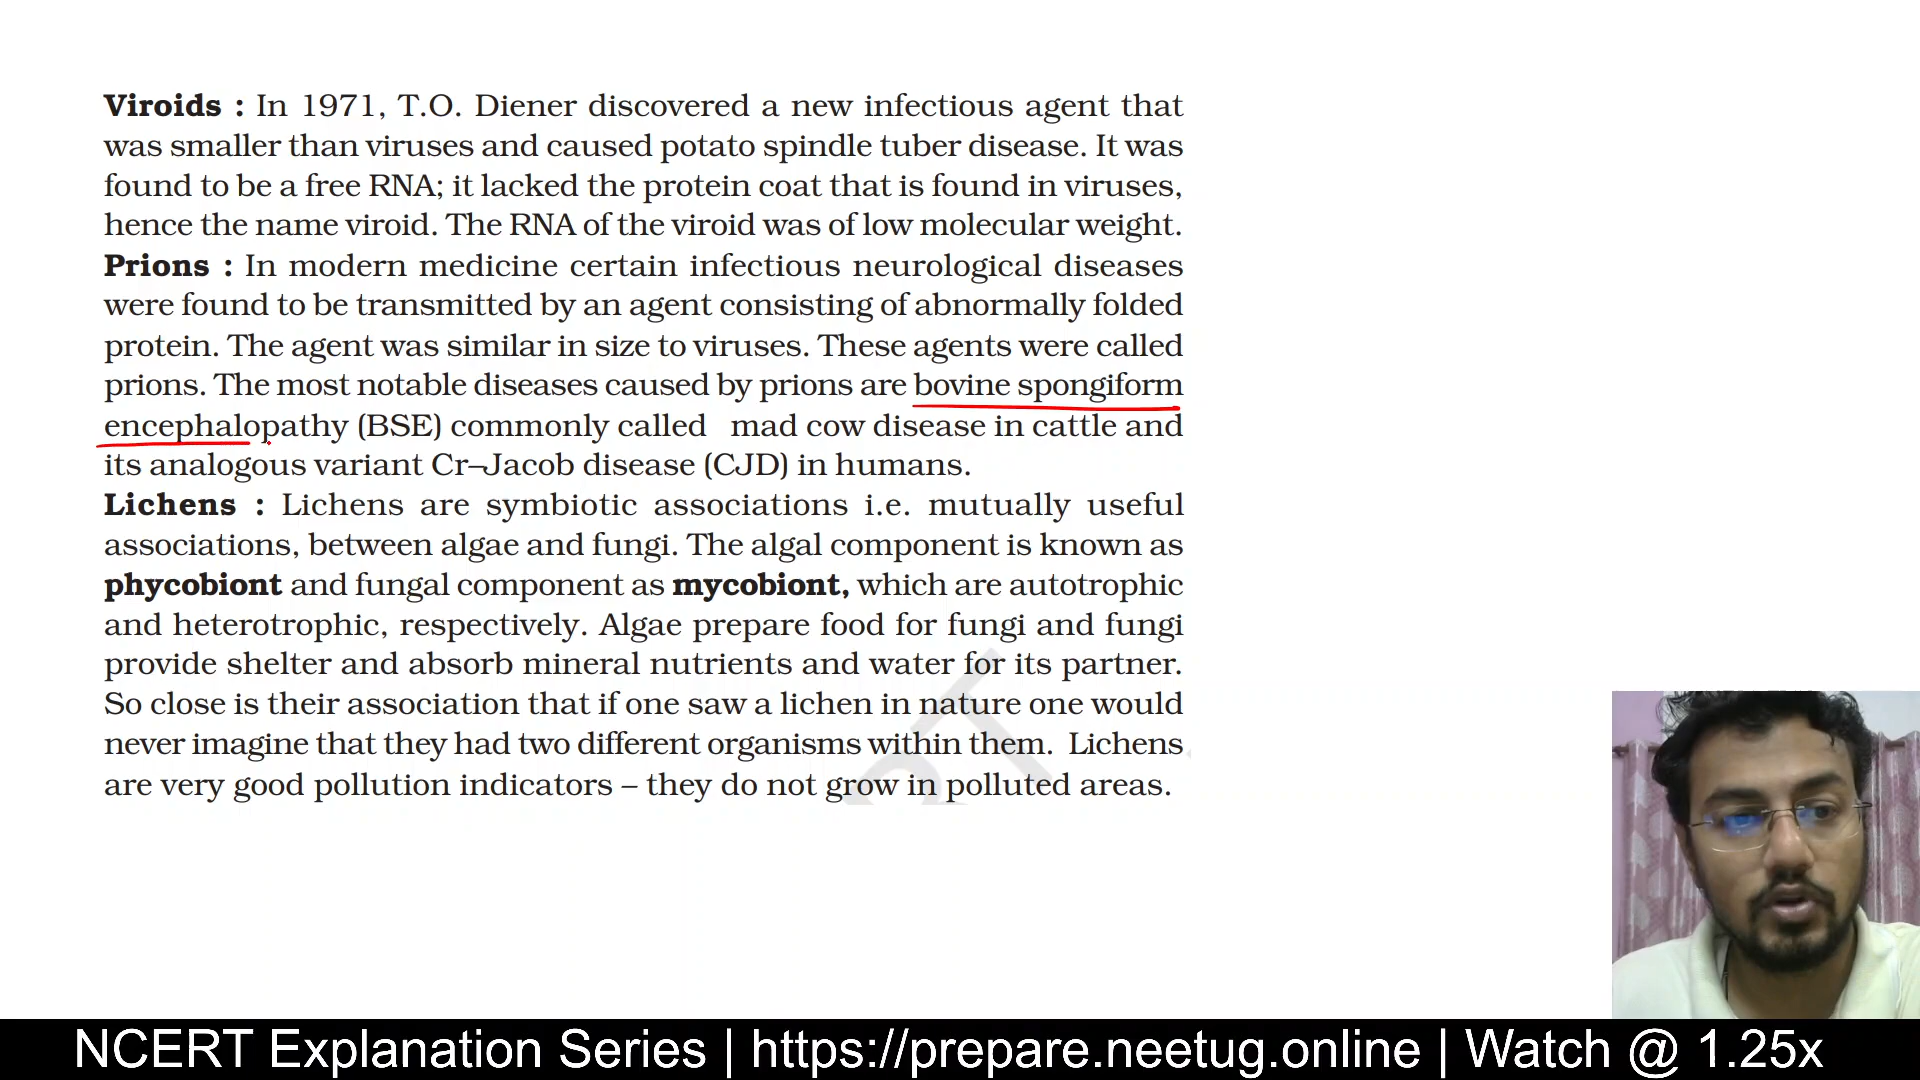 Viroids : In 1971, T.O. Diener discovered a new infectious agent that
was smaller than viruses and caused potato spindle tuber disease. It was
found to be a free RNA; it lacked the protein coat that is found in viruses,
hence the name viroid. The RNA of the viroid was of low molecular weight.
Prions : In modern medicine certain infectious neurological diseases
were found to be transmitted by an agent consisting of abnormally folded
protein. The agent was similar in size to viruses. These agents were called
prions. The most notable diseases caused by prions are bovine spongiform
encephalopathy (BSE) commonly called mad cow disease in cattle and
its analogous variant Cr–Jacob disease (CJD) in humans.
Lichens : Lichens are symbiotic associations i.e. mutually useful
associations, between algae and fungi. The algal component is known as
phycobiont and fungal component as mycobiont, which are autotrophic
and heterotrophic, respectively. Algae prepare food for fungi and fungi
provide shelter and absorb mineral nutrients and water for its partner.
So close is their association that if one saw a lichen in nature one would
never imagine that they had two different organisms within them. Lichens
are very good pollution indicators – they do not grow in polluted areas.
NCERT Explanation Series | https://prepare.neetug.online | Watch @ 1.25x